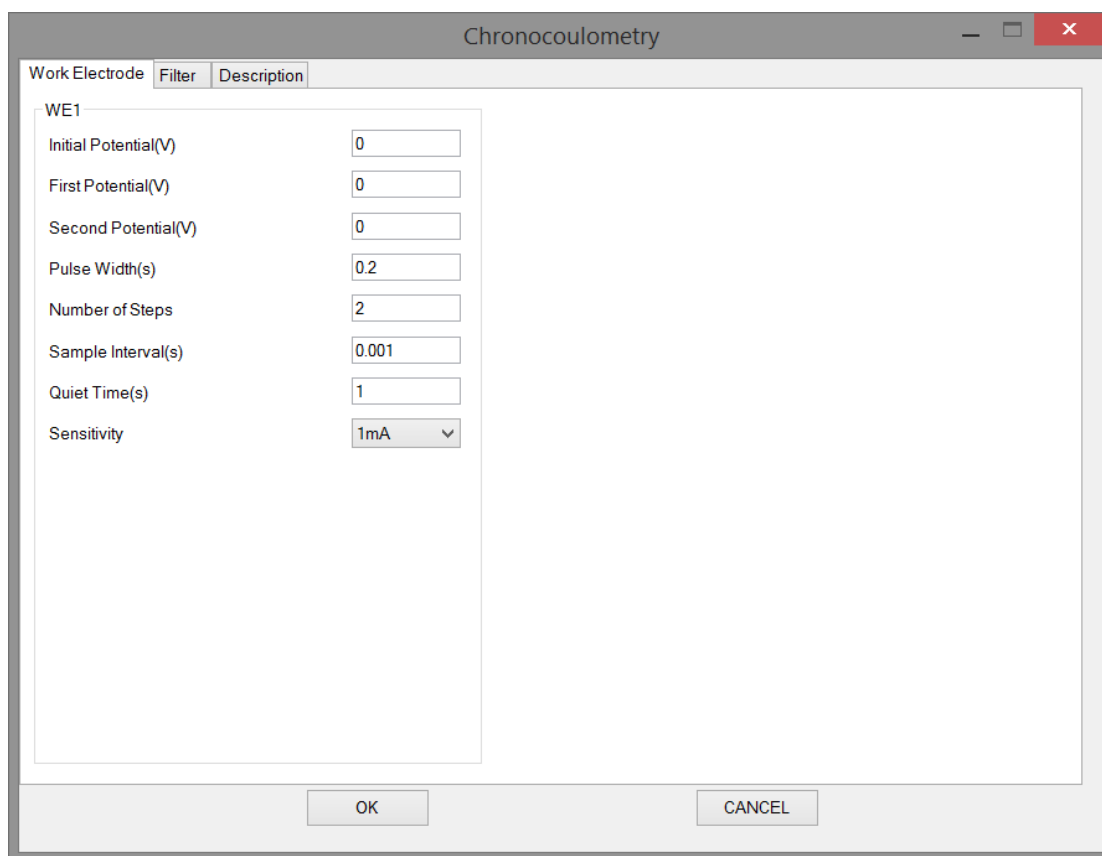 Chronocoulometry
Work Electrode Filter Description
WE1
Initial Potential(V) 0
First Potential(V) 0
Second Potential(V) 0
Pulse Width(s) 0.2
Number of Steps 2
Sample Interval(s) 0.001
Quiet Time(s) 1
Sensitivity 1mA
OK CANCEL